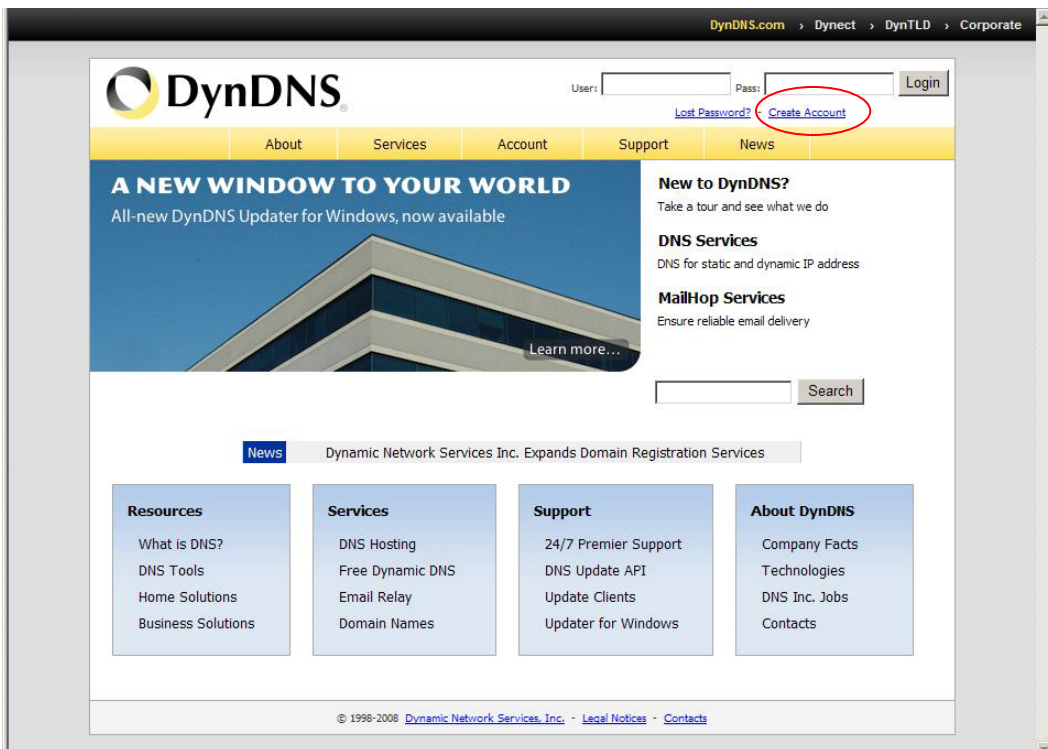 DynDNS.com › Dynect › DynTLD › Corporate
DynDNS®
User: Pass: Login
Lost Password? - Create Account
About Services Account Support News
A NEW WINDOW TO YOUR WORLD
All-new DynDNS Updater for Windows, now available
Learn more...
New to DynDNS?
Take a tour and see what we do
DNS Services
DNS for static and dynamic IP address
MailHop Services
Ensure reliable email delivery
Search
News Dynamic Network Services Inc. Expands Domain Registration Services
Resources
What is DNS?
DNS Tools
Home Solutions
Business Solutions
Services
DNS Hosting
Free Dynamic DNS
Email Relay
Domain Names
Support
24/7 Premier Support
DNS Update API
Update Clients
Updater for Windows
About DynDNS
Company Facts
Technologies
DNS Inc. Jobs
Contacts
© 1998-2008 Dynamic Network Services, Inc. - Legal Notices - Contacts